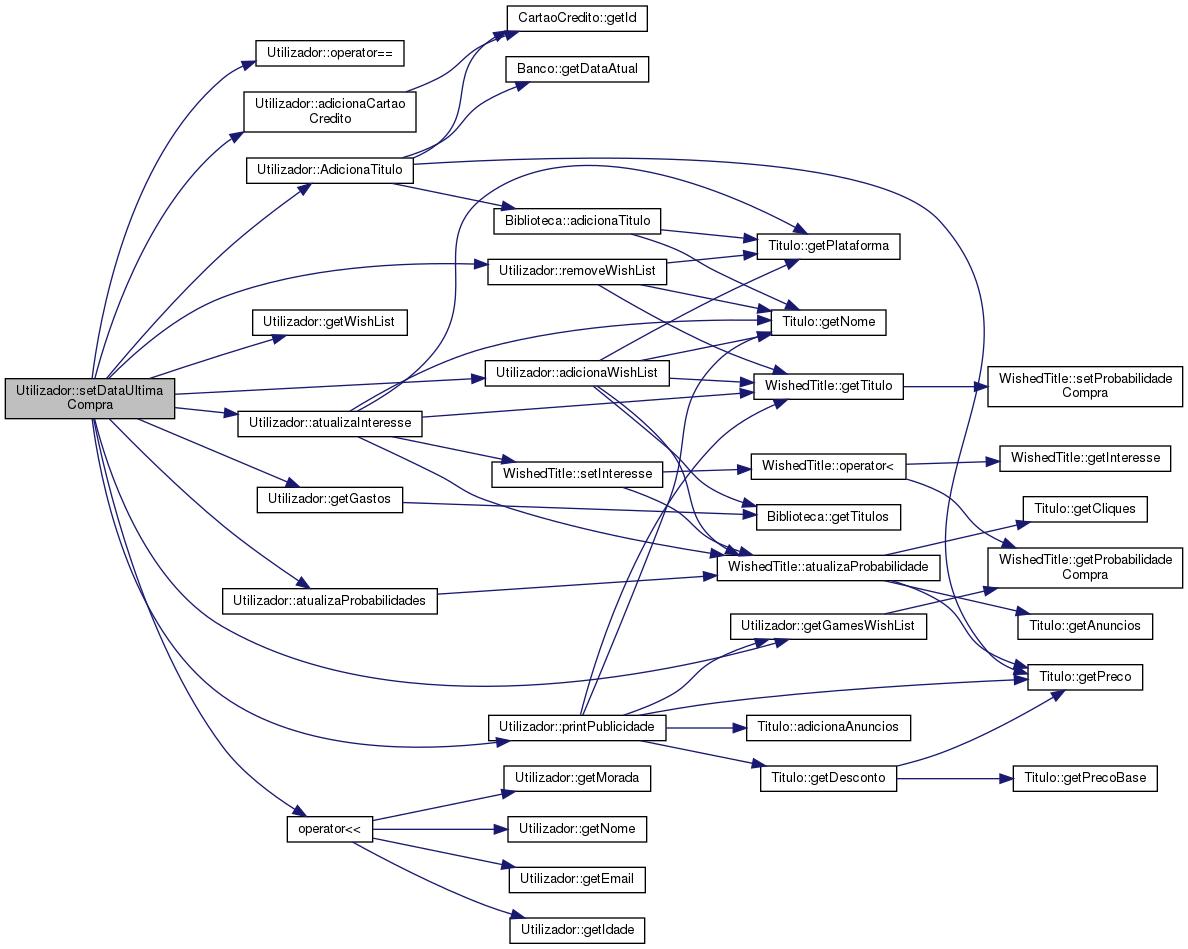 CartaoCredito::getId
Utilizador::operator==
Banco::getDataAtual
Utilizador::adicionaCartao
Credito
Utilizador::AdicionaTitulo
Biblioteca::adicionaTitulo
Titulo::getPlataforma
Utilizador::removeWishList
Utilizador::getWishList
Titulo::getNome
Utilizador::setDataUltima
Compra
Utilizador::adicionaWishList
WishedTitle::getTitulo
WishedTitle::setProbabilidade
Compra
Utilizador::atualizaInteresse
WishedTitle::setInteresse
WishedTitle::operator<
WishedTitle::getInteresse
Utilizador::getGastos
Biblioteca::getTitulos
Titulo::getCliques
WishedTitle::atualizaProbabilidade
WishedTitle::getProbabilidade
Compra
Utilizador::atualizaProbabilidades
Utilizador::getGamesWishList
Titulo::getAnuncios
Titulo::getPreco
Utilizador::printPublicidade
Titulo::adicionaAnuncios
Utilizador::getMorada
Titulo::getDesconto
Titulo::getPrecoBase
operator<<
Utilizador::getNome
Utilizador::getEmail
Utilizador::getIdade